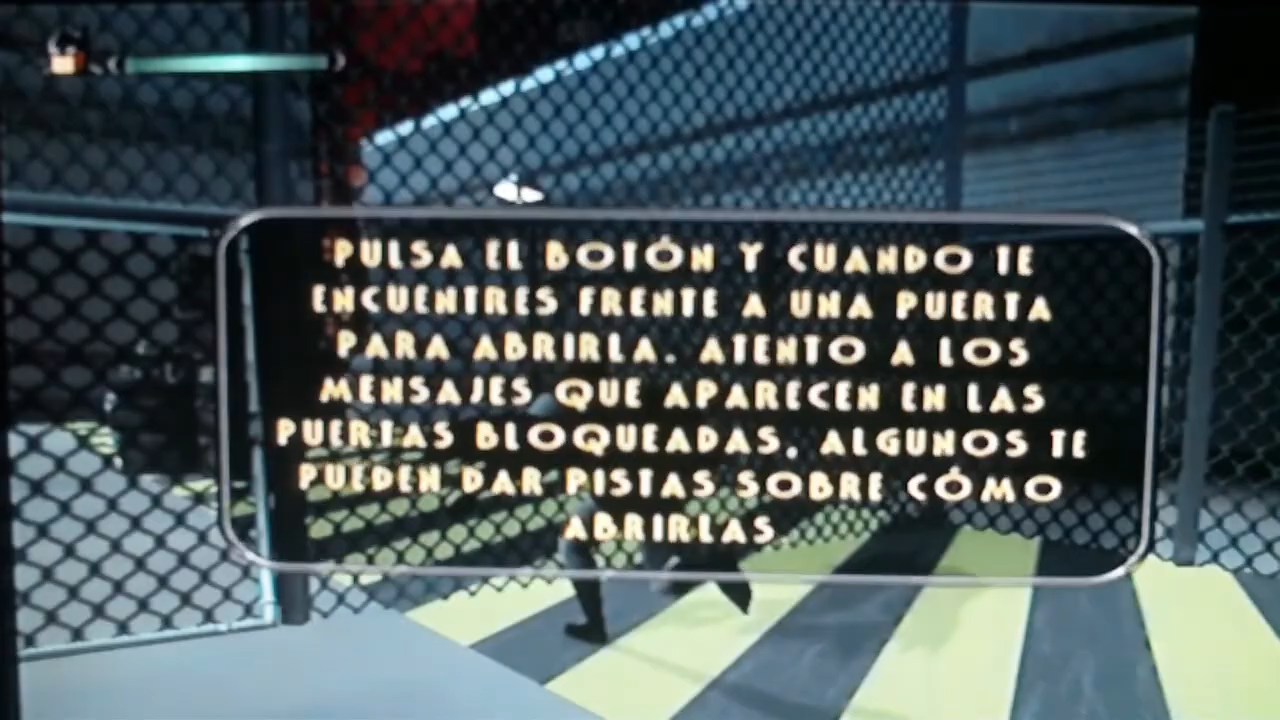 PULSA EL BOTÓN Y CUANDO TE
ENCUENTRES FRENTE A UNA PUERTA
PARA ABRIRLA. ATENTO A LOS
MENSAJES QUE APARECEN EN LAS
PUERTAS BLOQUEADAS, ALGUNOS TE
PUEDEN DAR PISTAS SOBRE CÓMO
ABRIRLAS